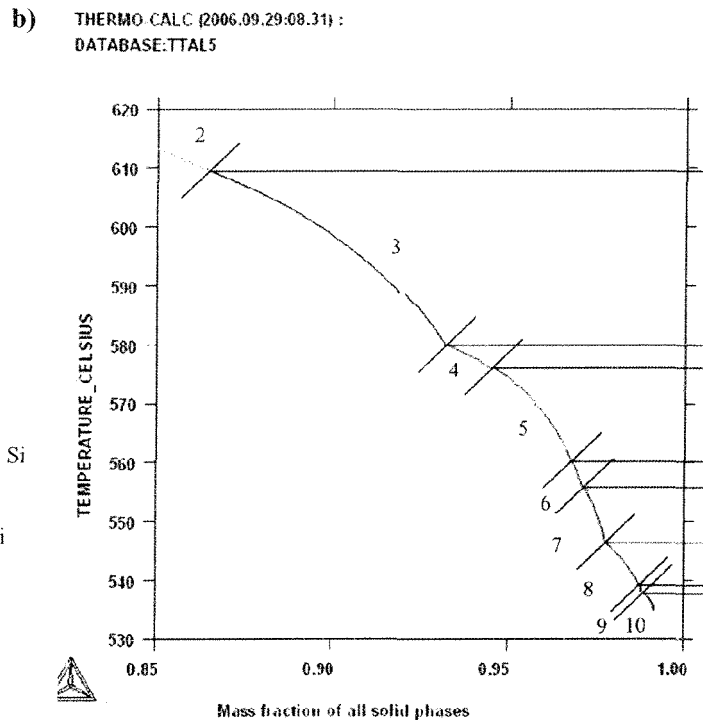 b)
THERMO-CALC (2006.09.29:08.31) :
DATABASE:TTAL5
620
610
600
590
580
570
560
550
540
530
TEMPERATURE_CELSIUS
2
3
4
5
6
7
8
9 10
Si
i
0.85 0.90 0.95 1.00
Mass fraction of all solid phases